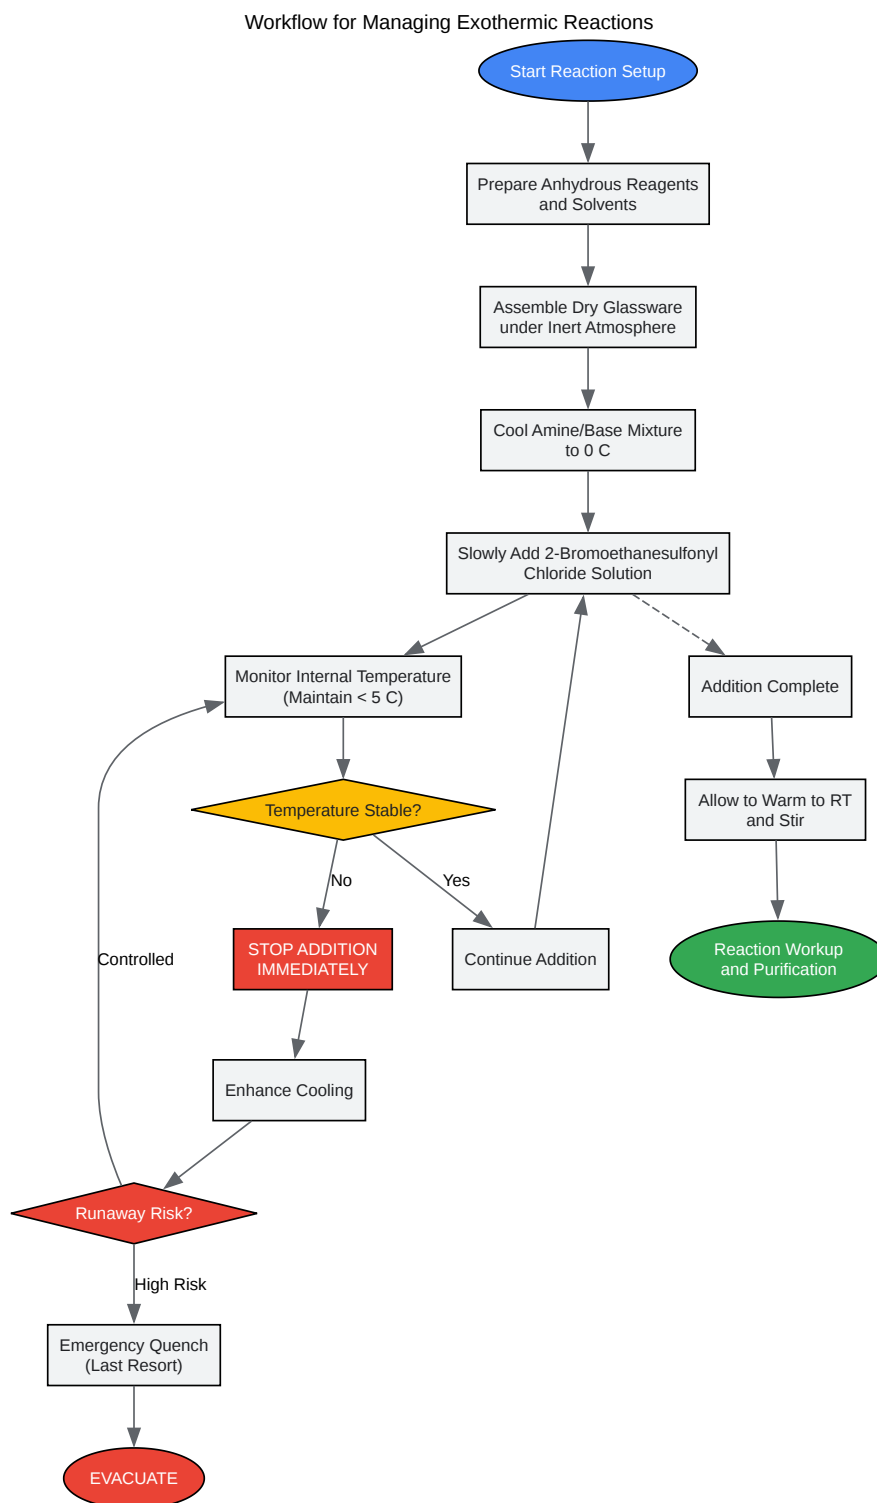 Workflow for Managing Exothermic Reactions
Start Reaction Setup
Prepare Anhydrous Reagents
and Solvents
Assemble Dry Glassware
under Inert Atmosphere
Cool Amine/Base Mixture
to 0 C
Slowly Add 2-Bromoethanesulfonyl
Chloride Solution
Monitor Internal Temperature
(Maintain < 5 C)
Addition Complete
Temperature Stable?
Allow to Warm to RT
and Stir
No
Yes
STOP ADDITION
IMMEDIATELY
Continue Addition
Reaction Workup
and Purification
Controlled
Enhance Cooling
Runaway Risk?
High Risk
Emergency Quench
(Last Resort)
EVACUATE